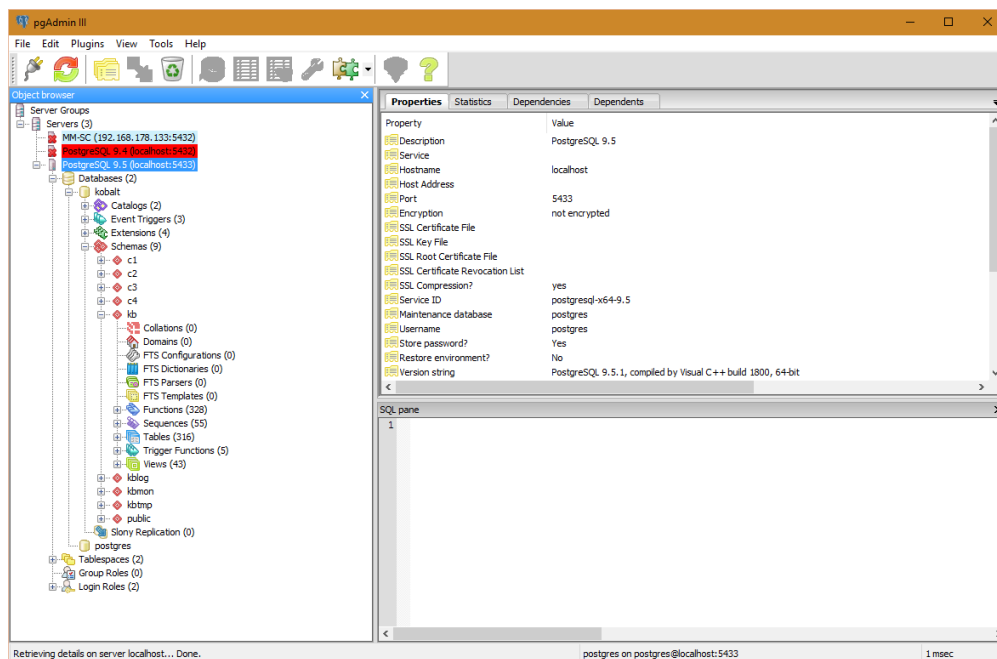 pgAdmin III
File Edit Plugins View Tools Help
Object browser
Server Groups
Servers (3)
MM-SC (192.168.178.133:5432)
PostgreSQL 9.4 (localhost:5432)
PostgreSQL 9.5 (localhost:5433)
Databases (2)
kobalt
Catalogs (2)
Event Triggers (3)
Extensions (4)
Schemas (9)
c1
c2
c3
c4
kb
Collations (0)
Domains (0)
FTS Configurations (0)
FTS Dictionaries (0)
FTS Parsers (0)
FTS Templates (0)
Functions (328)
Sequences (55)
Tables (316)
Trigger Functions (5)
Views (43)
kblog
kbmon
kbtmp
public
Slony Replication (0)
postgres
Tablespaces (2)
Group Roles (0)
Login Roles (2)
Properties Statistics Dependencies Dependents
Property Value
Description PostgreSQL 9.5
Service
Hostname localhost
Host Address
Port 5433
Encryption not encrypted
SSL Certificate File
SSL Key File
SSL Root Certificate File
SSL Certificate Revocation List
SSL Compression? yes
Service ID postgresql-x64-9.5
Maintenance database postgres
Username postgres
Store password? Yes
Restore environment? No
Version string PostgreSQL 9.5.1, compiled by Visual C++ build 1800, 64-bit
SQL pane
1
Retrieving details on server localhost... Done. postgres on postgres@localhost:5433 1 msec